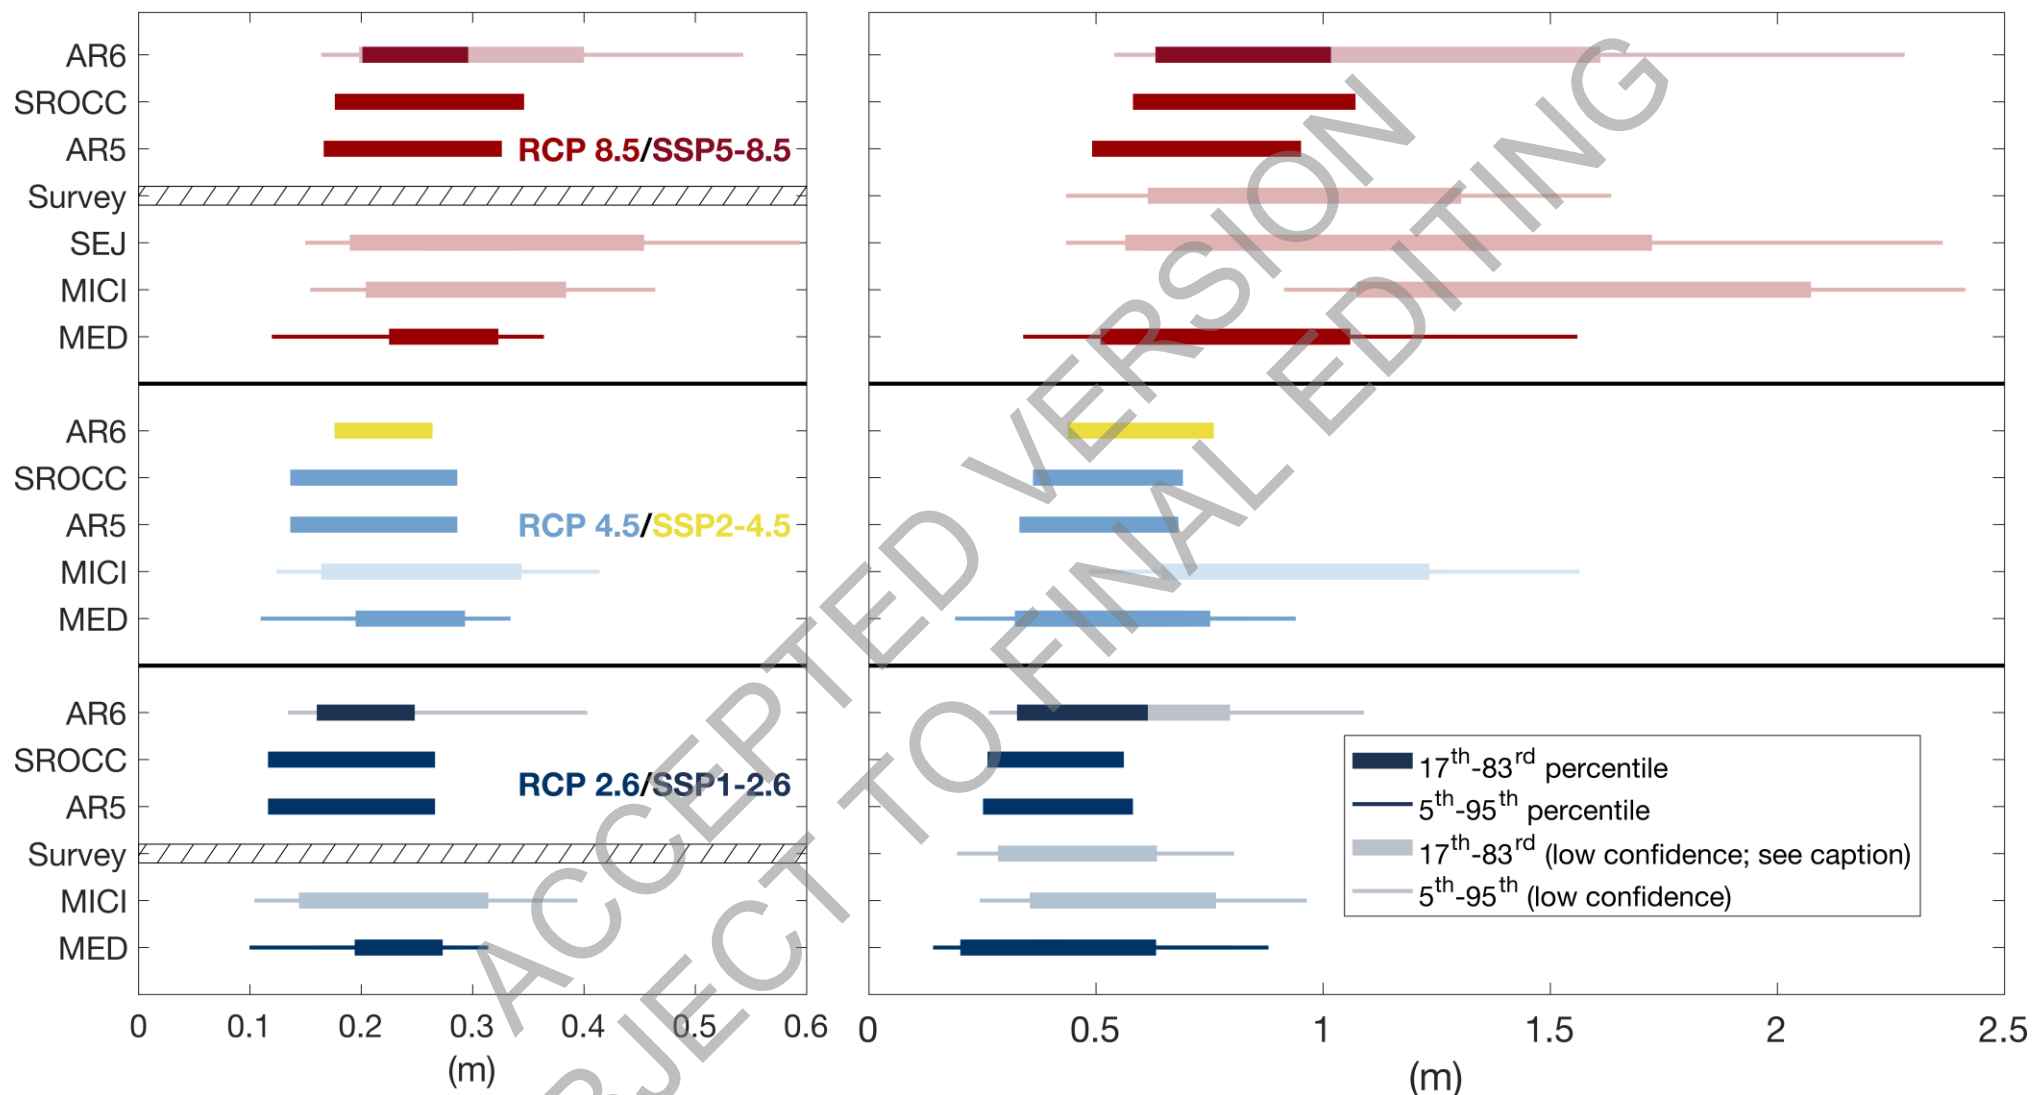 AR6
SROCC
AR5
RCP 8.5/SSP5-8.5
Survey
SEJ
MICI
MED
AR6
SROCC
AR5
RCP 4.5/SSP2-4.5
MICI
MED
AR6
SROCC
RCP 2.6/SSP1-2.6
AR5
Survey
MICI
MED
0 0.1 0.2 0.3 0.4 0.5 0.6
(m)
17th-83rd percentile
5th-95th percentile
17th-83rd (low confidence; see caption)
5th-95th (low confidence)
0 0.5 1 1.5 2 2.5
(m)
ACCEPTED VERSION
BJECT TO FINAL EDITING